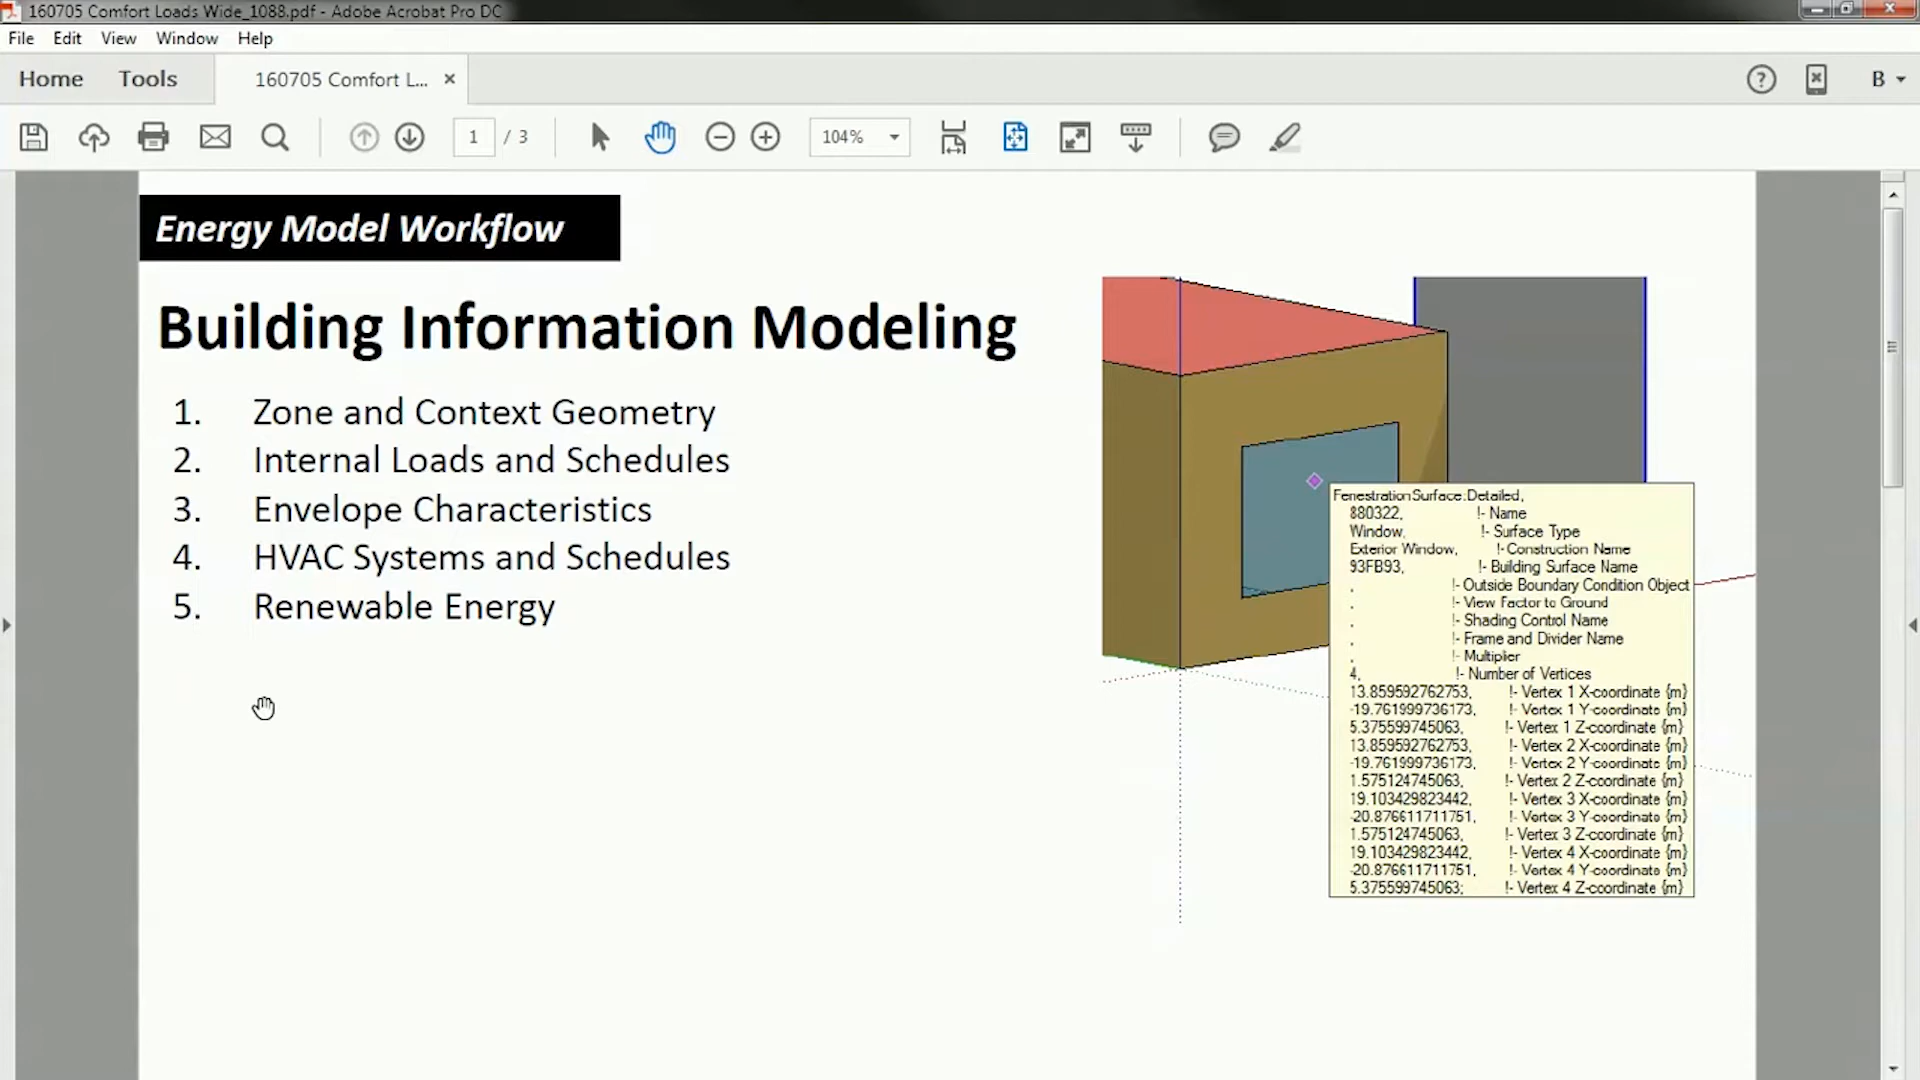 160705 Comfort Loads Wide_1088.pdf - Adobe Acrobat Pro DC
File Edit View Window Help
Home Tools 160705 Comfort L... × ? B
1 / 3 104%
Energy Model Workflow
Building Information Modeling
1. Zone and Context Geometry
2. Internal Loads and Schedules
3. Envelope Characteristics
4. HVAC Systems and Schedules
5. Renewable Energy
FenestrationSurface:Detailed,
880322, !- Name
Window, !- Surface Type
Exterior Window, !- Construction Name
93FB93, !- Building Surface Name
, !- Outside Boundary Condition Object
, !- View Factor to Ground
, !- Shading Control Name
, !- Frame and Divider Name
, !- Multiplier
4, !- Number of Vertices
13.859592762753, !- Vertex 1 X-coordinate {m}
-19.761999736173, !- Vertex 1 Y-coordinate {m}
5.375599745063, !- Vertex 1 Z-coordinate {m}
13.859592762753, !- Vertex 2 X-coordinate {m}
-19.761999736173, !- Vertex 2 Y-coordinate {m}
1.575124745063, !- Vertex 2 Z-coordinate {m}
19.103429823442, !- Vertex 3 X-coordinate {m}
-20.876611711751, !- Vertex 3 Y-coordinate {m}
1.575124745063, !- Vertex 3 Z-coordinate {m}
19.103429823442, !- Vertex 4 X-coordinate {m}
-20.876611711751, !- Vertex 4 Y-coordinate {m}
5.375599745063; !- Vertex 4 Z-coordinate {m}